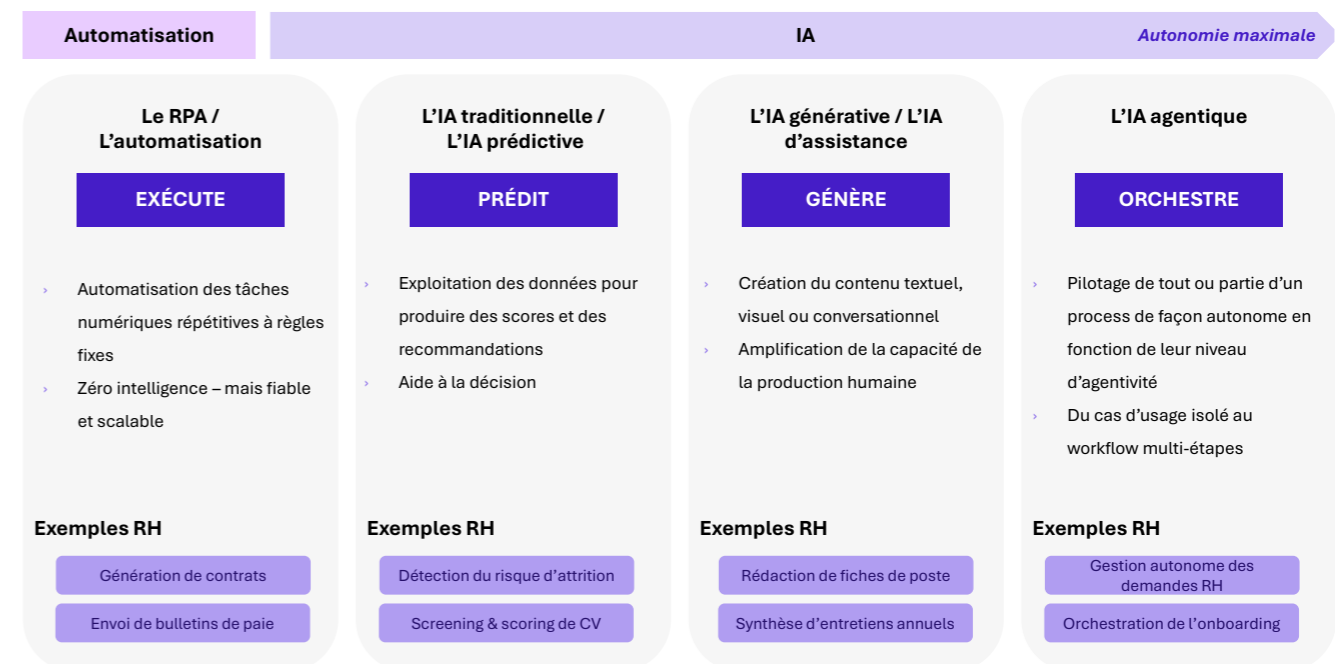 Automatisation
IA
Autonomie maximale
Le RPA /
L’automatisation
EXÉCUTE
› Automatisation des tâches
numériques répétitives à règles
fixes
› Zéro intelligence – mais fiable
et scalable
Exemples RH
Génération de contrats
Envoi de bulletins de paie
L’IA traditionnelle /
L’IA prédictive
PRÉDIT
› Exploitation des données pour
produire des scores et des
recommandations
› Aide à la décision
Exemples RH
Détection du risque d’attrition
Screening & scoring de CV
L’IA générative / L’IA
d’assistance
GÉNÈRE
› Création du contenu textuel,
visuel ou conversationnel
› Amplification de la capacité de
la production humaine
Exemples RH
Rédaction de fiches de poste
Synthèse d’entretiens annuels
L’IA agentique
ORCHESTRE
› Pilotage de tout ou partie d’un
process de façon autonome en
fonction de leur niveau
d’agentivité
› Du cas d’usage isolé au
workflow multi-étapes
Exemples RH
Gestion autonome des
demandes RH
Orchestration de l’onboarding